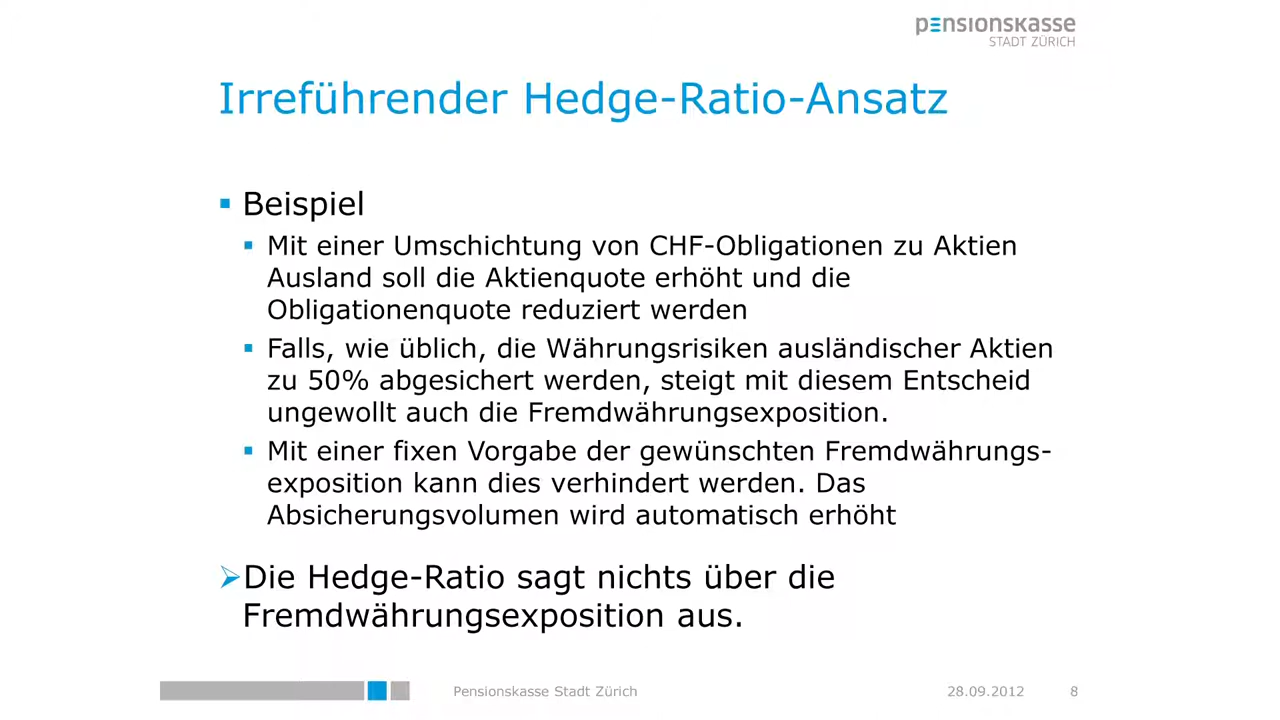 pensionskasse
STADT ZÜRICH
Irreführender Hedge-Ratio-Ansatz
Beispiel
Mit einer Umschichtung von CHF-Obligationen zu Aktien
Ausland soll die Aktienquote erhöht und die
Obligationenquote reduziert werden
Falls, wie üblich, die Währungsrisiken ausländischer Aktien
zu 50% abgesichert werden, steigt mit diesem Entscheid
ungewollt auch die Fremdwährungsexposition.
Mit einer fixen Vorgabe der gewünschten Fremdwährungs-
exposition kann dies verhindert werden. Das
Absicherungsvolumen wird automatisch erhöht
Die Hedge-Ratio sagt nichts über die
Fremdwährungsexposition aus.
Pensionskasse Stadt Zürich 28.09.2012 8